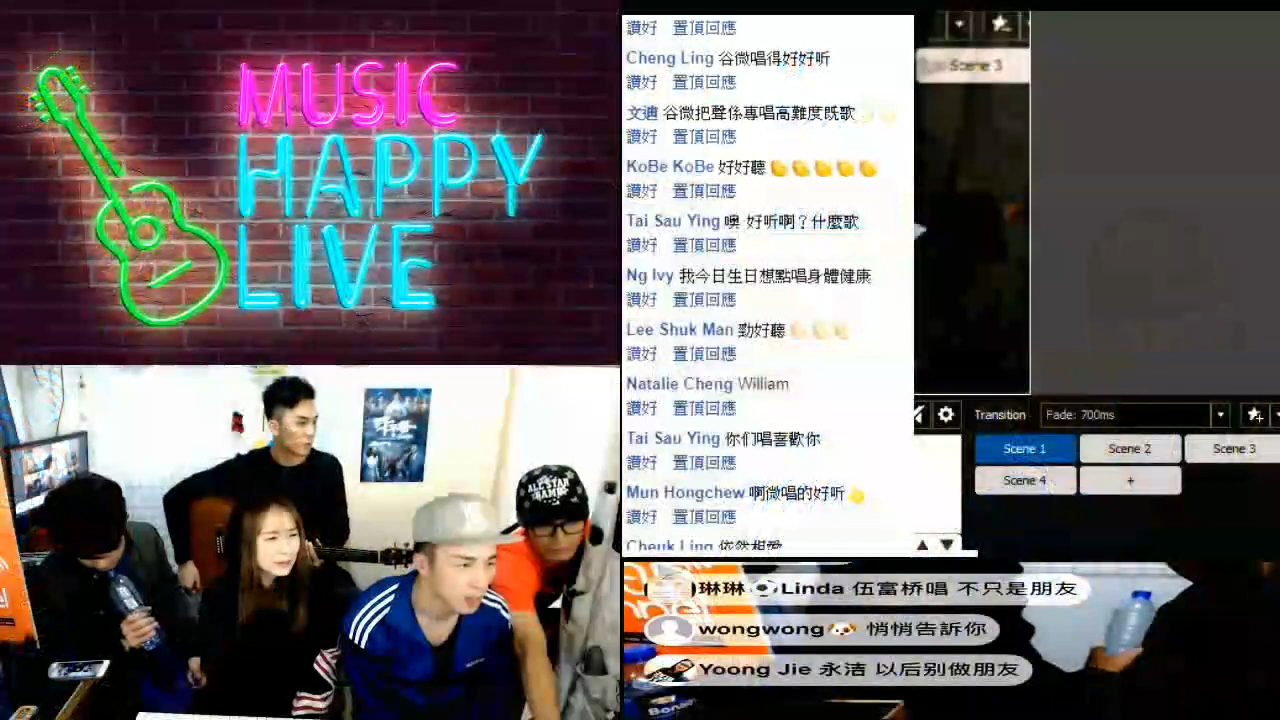 MUSIC
HAPPY
LIVE
讚好 置頂回應
Cheng Ling 谷微唱得好好听
讚好 置頂回應
文迪 谷微把聲係專唱高難度既歌
讚好 置頂回應
KoBe KoBe 好好聽
讚好 置頂回應
Tai Sau Ying 噢 好听啊？什麼歌
讚好 置頂回應
Ng Ivy 我今日生日想點唱身體健康
讚好 置頂回應
Lee Shuk Man 勁好聽
讚好 置頂回應
Natalie Cheng William
讚好 置頂回應
Tai Sau Ying 你们唱喜歡你
讚好 置頂回應
Mun Hongchew 啊微唱的好听
讚好 置頂回應
Cheuk Ling 依然相愛
Scene 3
Transition Fade: 700ms
Scene 1 Scene 2 Scene 3
Scene 4 +
ALL STAR
琳琳 Linda 伍富桥唱 不只是朋友
wongwong 悄悄告訴你
Yoong Jie 永洁 以后别做朋友